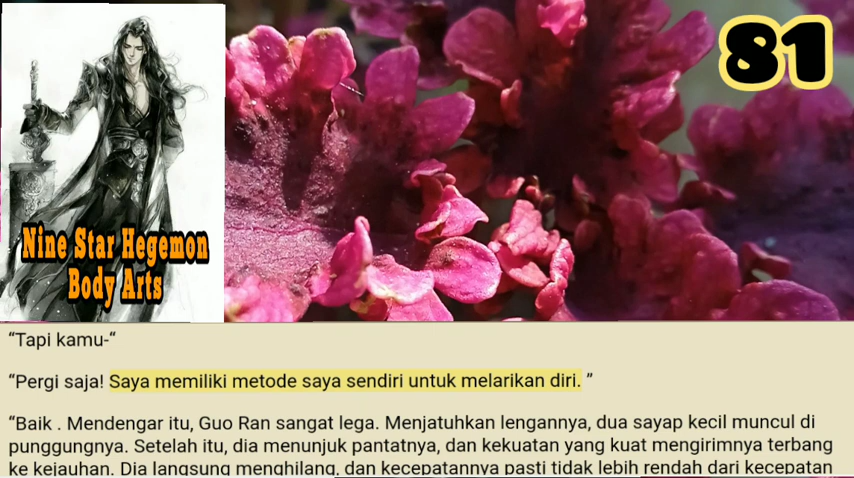 81
Nine Star Hegemon
Body Arts
“Tapi kamu-“
“Pergi saja! Saya memiliki metode saya sendiri untuk melarikan diri. ”
“Baik . Mendengar itu, Guo Ran sangat lega. Menjatuhkan lengannya, dua sayap kecil muncul di
punggungnya. Setelah itu, dia menunjuk pantatnya, dan kekuatan yang kuat mengirimnya terbang
ke kejauhan. Dia langsung menghilang, dan kecepatannya pasti tidak lebih rendah dari kecepatan